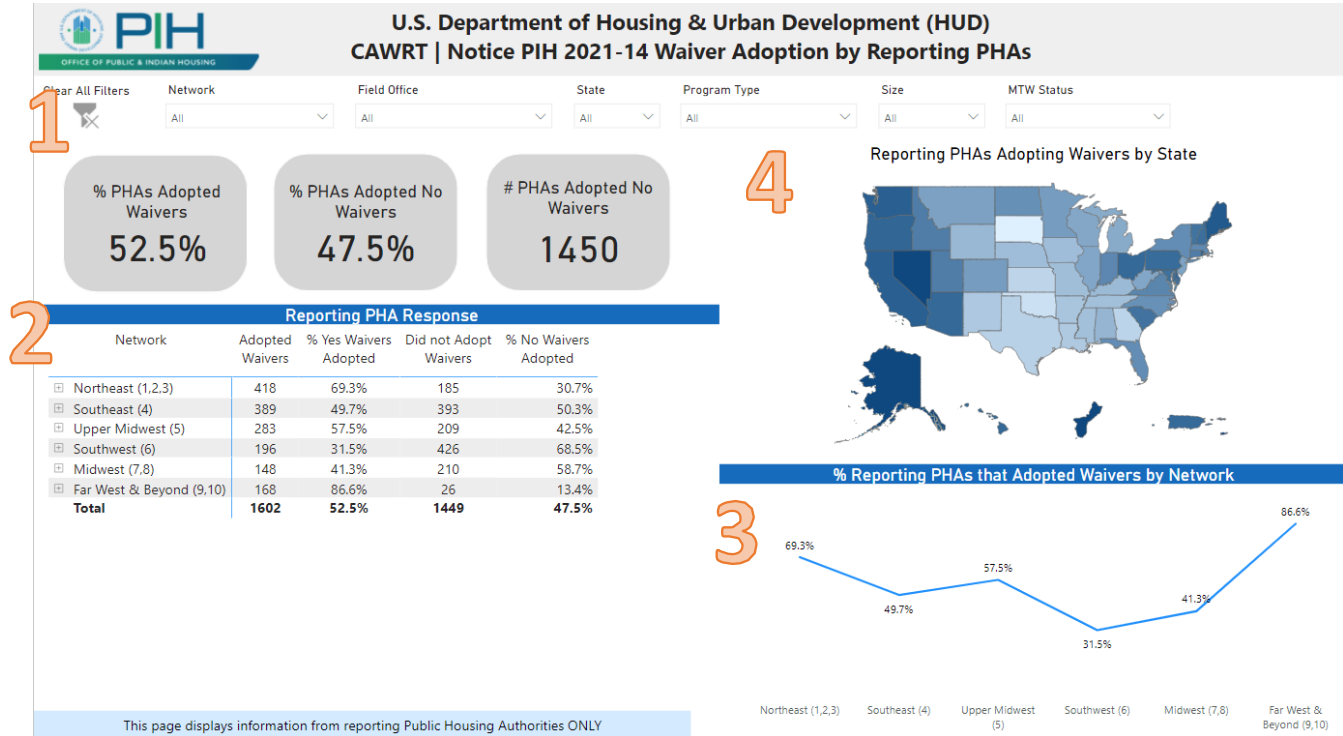 PIH
OFFICE OF PUBLIC & INDIAN HOUSING
U.S. Department of Housing & Urban Development (HUD)
CAWRT | Notice PIH 2021-14 Waiver Adoption by Reporting PHAs
Clear All Filters Network Field Office State Program Type Size MTW Status
All All All All All All
1
% PHAs Adopted
Waivers
52.5%
% PHAs Adopted No
Waivers
47.5%
# PHAs Adopted No
Waivers
1450
4
Reporting PHAs Adopting Waivers by State
2
Reporting PHA Response
Network Adopted % Yes Waivers Did not Adopt % No Waivers
Waivers Adopted Waivers Adopted
Northeast (1,2,3) 418 69.3% 185 30.7%
Southeast (4) 389 49.7% 393 50.3%
Upper Midwest (5) 283 57.5% 209 42.5%
Southwest (6) 196 31.5% 426 68.5%
Midwest (7,8) 148 41.3% 210 58.7%
Far West & Beyond (9,10) 168 86.6% 26 13.4%
Total 1602 52.5% 1449 47.5%
% Reporting PHAs that Adopted Waivers by Network
3
69.3%
49.7%
57.5%
31.5%
41.3%
86.6%
Northeast (1,2,3) Southeast (4) Upper Midwest Southwest (6) Midwest (7,8) Far West &
(5) Beyond (9,10)
This page displays information from reporting Public Housing Authorities ONLY